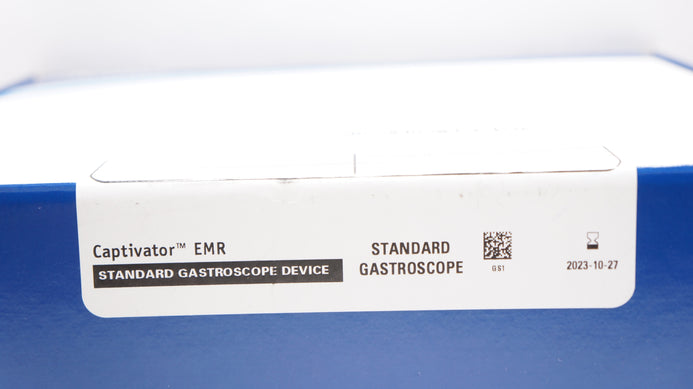 Captivator™ EMR
STANDARD GASTROSCOPE DEVICE
STANDARD
GASTROSCOPE
GS1
2023-10-27